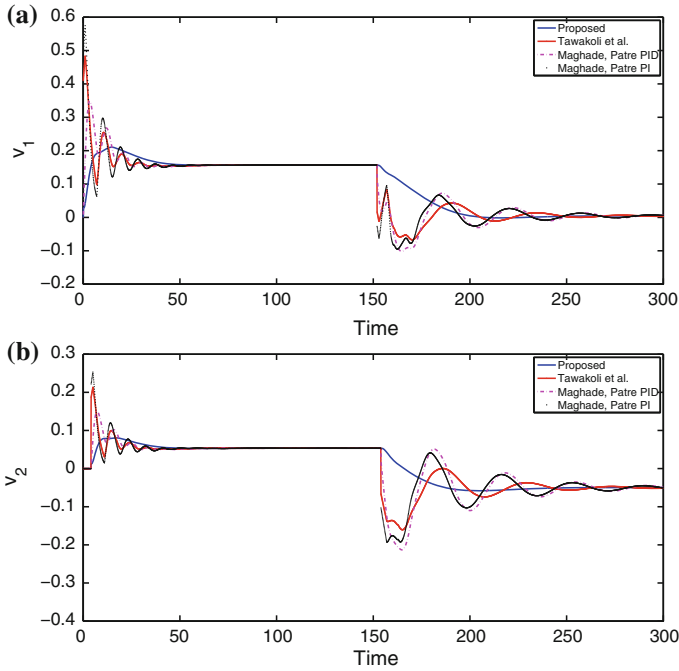 (a)
0.6
0.5
0.4
0.3
0.2
0.1
0
−0.1
−0.2
v1
0
50
100
150
200
250
300
Time
Proposed
Tawakoli et al.
Maghade, Patre PID
Maghade, Patre PI
(b)
0.3
0.2
0.1
0
−0.1
−0.2
−0.3
−0.4
v2
0
50
100
150
200
250
300
Time
Proposed
Tawakoli et al.
Maghade, Patre PID
Maghade, Patre PI